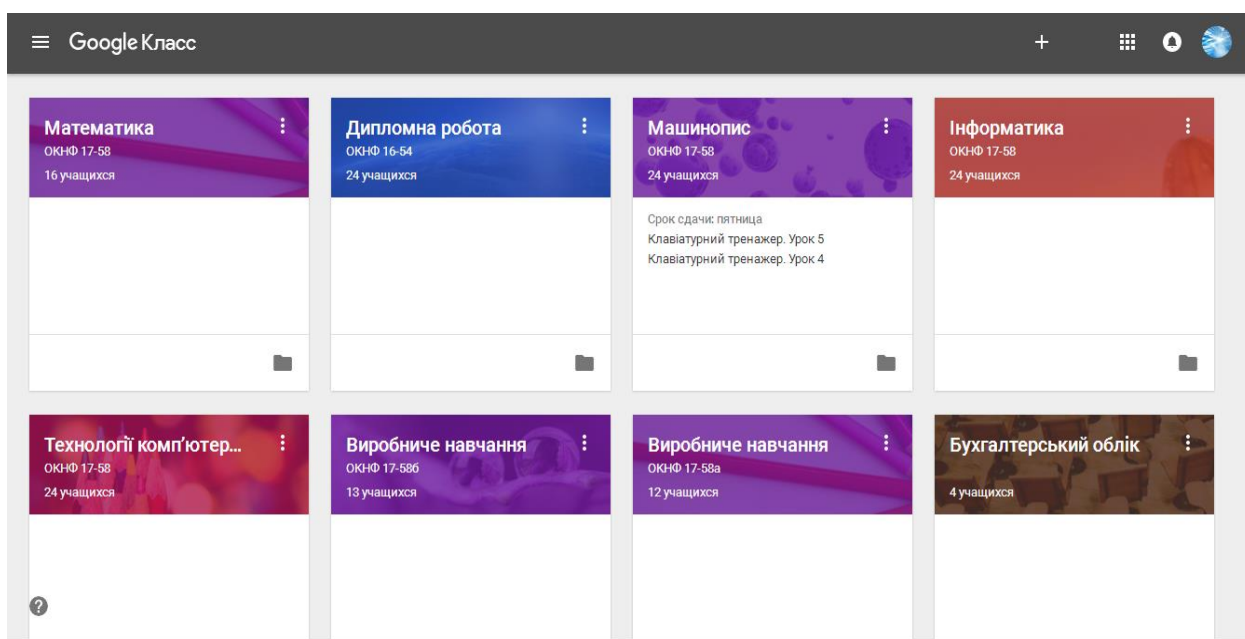 Google Класс
Математика
ОКНФ 17-58
16 учащихся
Дипломна робота
ОКНФ 16-54
24 учащихся
Машинопис
ОКНФ 17-58
24 учащихся
Срок сдачи: пятница
Клавіатурний тренажер. Урок 5
Клавіатурний тренажер. Урок 4
Інформатика
ОКНФ 17-58
24 учащихся
Технології комп’ютер...
ОКНФ 17-58
24 учащихся
Виробниче навчання
ОКНФ 17-58б
13 учащихся
Виробниче навчання
ОКНФ 17-58а
12 учащихся
Бухгалтерський облік
4 учащихся